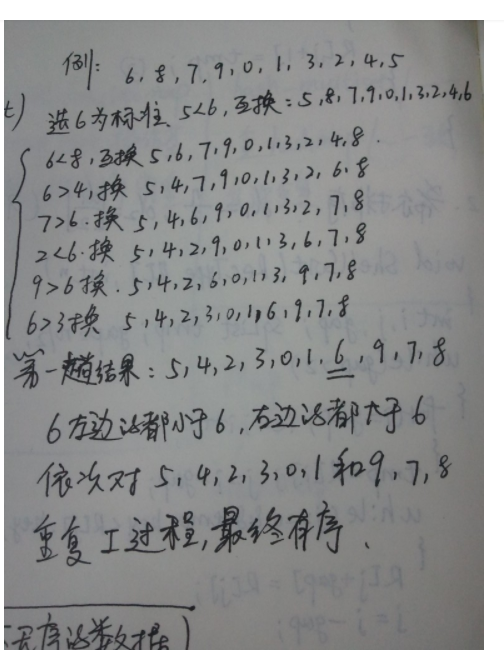 例: 6, 8, 7, 9, 0, 1, 3, 2, 4, 5
选6为标准, 5<6, 互换: 5,8,7,9,0,1,3,2,4,6
6<8, 互换 5,6,7,9,0,1,3,2,4,8.
6>4, 换 5,4,7,9,0,1,3,2,6,8
7>6. 换 5,4,6,9,0,1,3,2,7,8
2<6. 换 5,4,2,9,0,1,3,6,7,8
9>6 换. 5,4,2,6,0,1,3,9,7,8
6>3 换 5,4,2,3,0,1,6,9,7,8
第一趟结果: 5,4,2,3,0,1,6,9,7,8
6左边的都小于6, 右边的都大于6
依次对 5,4,2,3,0,1 和 9,7,8
重复工过程, 最终有序.
序的数据)